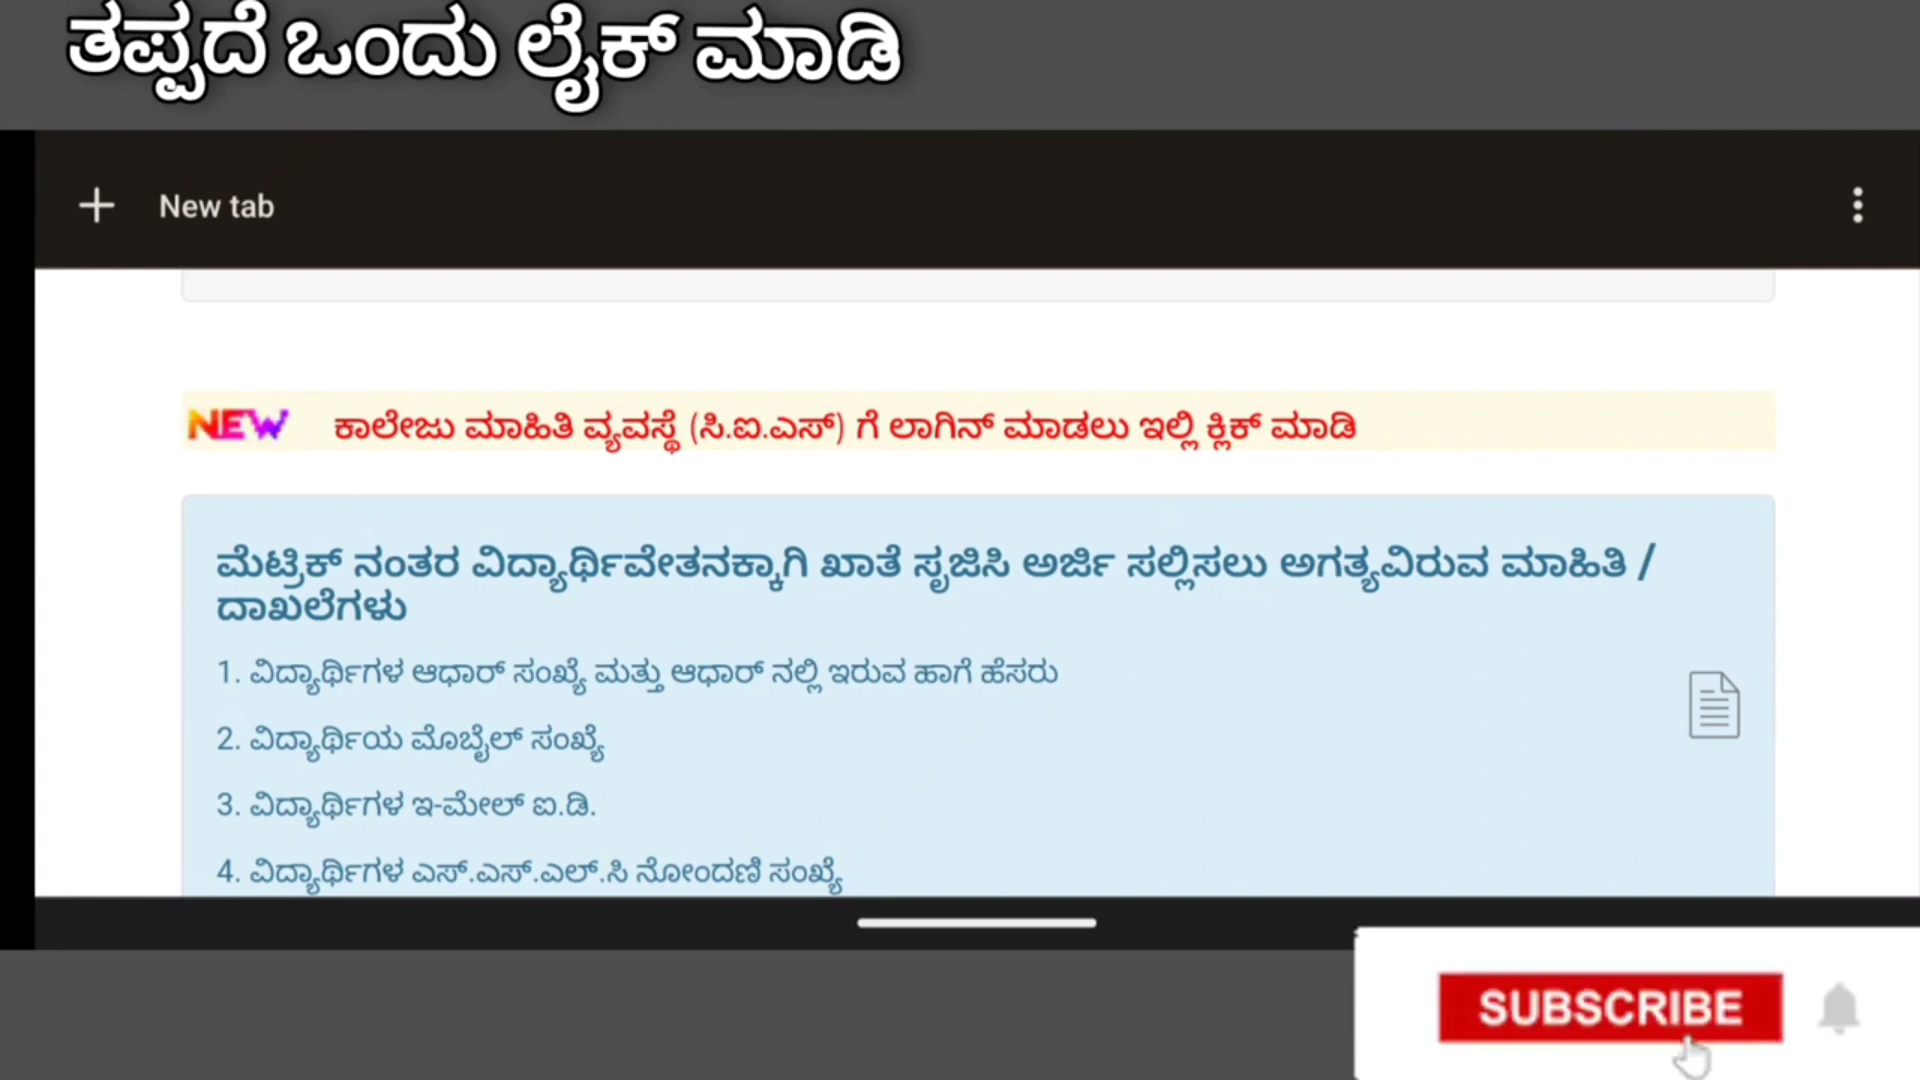 ತಪ್ಪದೆ ಒಂದು ಲೈಕ್ ಮಾಡಿ
New tab
NEW ಕಾಲೇಜು ಮಾಹಿತಿ ವ್ಯವಸ್ಥೆ (ಸಿ.ಐ.ಎಸ್) ಗೆ ಲಾಗಿನ್ ಮಾಡಲು ಇಲ್ಲಿ ಕ್ಲಿಕ್ ಮಾಡಿ
ಮೆಟ್ರಿಕ್ ನಂತರ ವಿದ್ಯಾರ್ಥಿವೇತನಕ್ಕಾಗಿ ಖಾತೆ ಸೃಜಿಸಿ ಅರ್ಜಿ ಸಲ್ಲಿಸಲು ಅಗತ್ಯವಿರುವ ಮಾಹಿತಿ /
ದಾಖಲೆಗಳು
1. ವಿದ್ಯಾರ್ಥಿಗಳ ಆಧಾರ್ ಸಂಖ್ಯೆ ಮತ್ತು ಆಧಾರ್ ನಲ್ಲಿ ಇರುವ ಹಾಗೆ ಹೆಸರು
2. ವಿದ್ಯಾರ್ಥಿಯ ಮೊಬೈಲ್ ಸಂಖ್ಯೆ
3. ವಿದ್ಯಾರ್ಥಿಗಳ ಇ-ಮೇಲ್ ಐ.ಡಿ.
4. ವಿದ್ಯಾರ್ಥಿಗಳ ಎಸ್.ಎಸ್.ಎಲ್.ಸಿ ನೋಂದಣಿ ಸಂಖ್ಯೆ
SUBSCRIBE